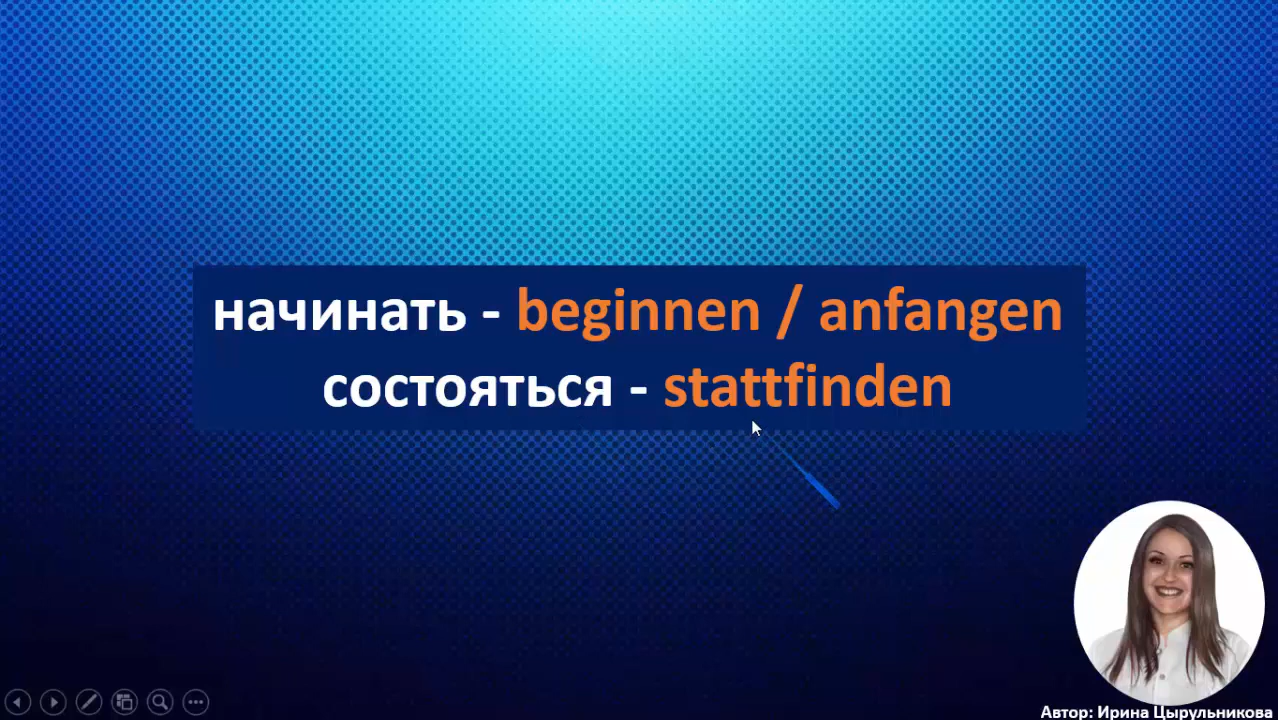 начинать - beginnen / anfangen
состояться - stattfinden
Автор: Ирина Цырульникова